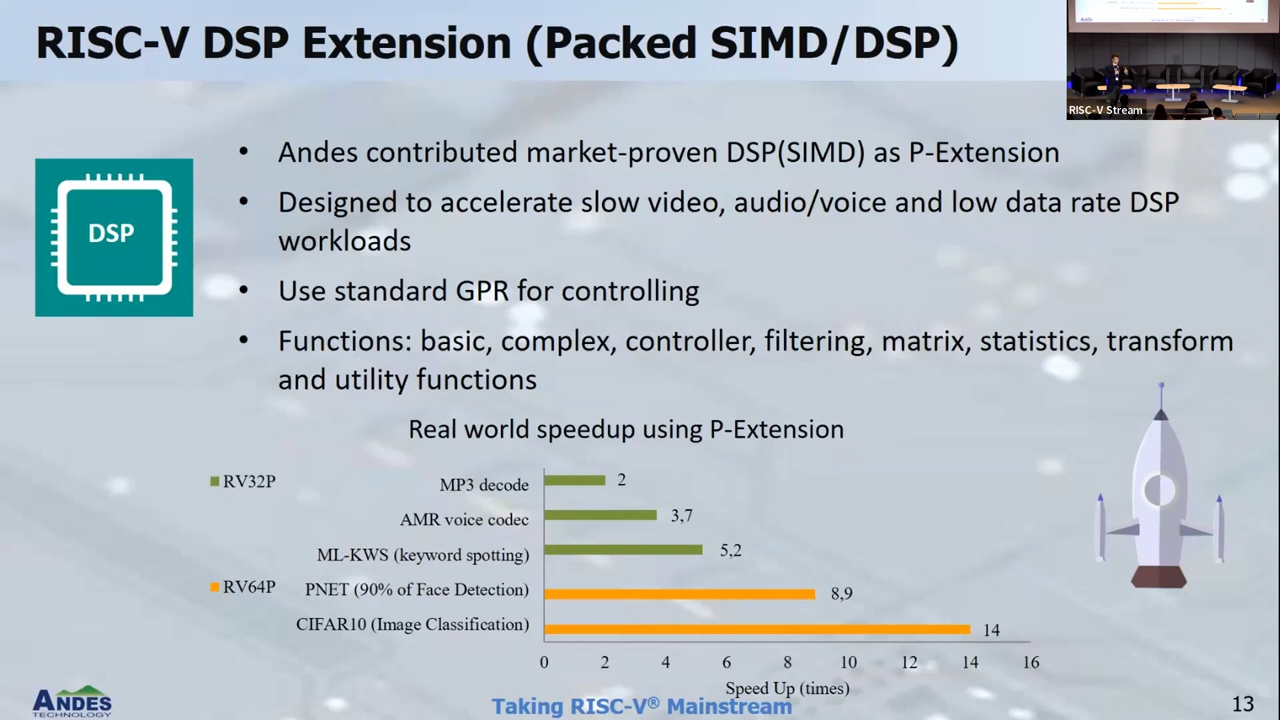 RISC-V DSP Extension (Packed SIMD/DSP)
RISC-V Stream
DSP
• Andes contributed market-proven DSP(SIMD) as P-Extension
• Designed to accelerate slow video, audio/voice and low data rate DSP
workloads
• Use standard GPR for controlling
• Functions: basic, complex, controller, filtering, matrix, statistics, transform
and utility functions
Real world speedup using P-Extension
RV32P
MP3 decode 2
AMR voice codec 3,7
ML-KWS (keyword spotting) 5,2
RV64P
PNET (90% of Face Detection) 8,9
CIFAR10 (Image Classification) 14
0 2 4 6 8 10 12 14 16
Speed Up (times)
ANDES
TECHNOLOGY
Taking RISC-V® Mainstream
13